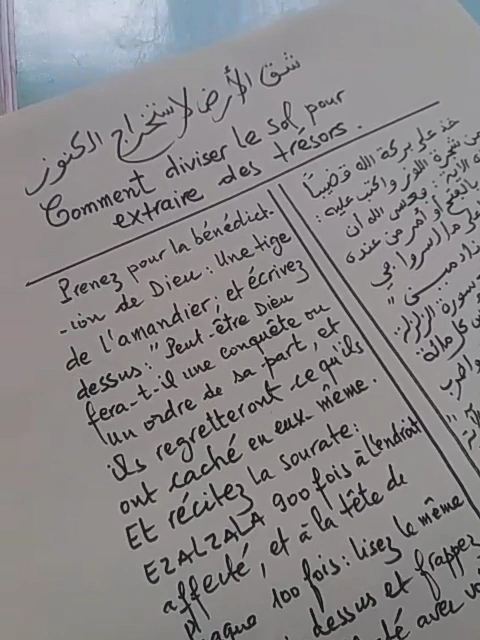 شق الأرض لاستخراج الكنوز
Comment diviser le sol pour
extraire des trésors.
Prenez pour la bénédict-
-ion de Dieu : Une tige
de l'amandier; et écrivez
dessus: " Peut-être Dieu
fera-t-il une conquête ou
un ordre de sa part, et
ils regretteront ce qu'ils
ont caché en eux-même.
Et récitez la sourate:
EZALZALA 900 fois à l'endroit
affecté, et à la tête de
100 fois: lisez le même
dessus et frappez
avec
خذ على بركة الله قضيباً
من شجرة اللوز واكتب عليه:
فعسى الله أن
بالفتح أو أمر من عنده
على ما أسروا في
نادمين "
سورة الزلزلة